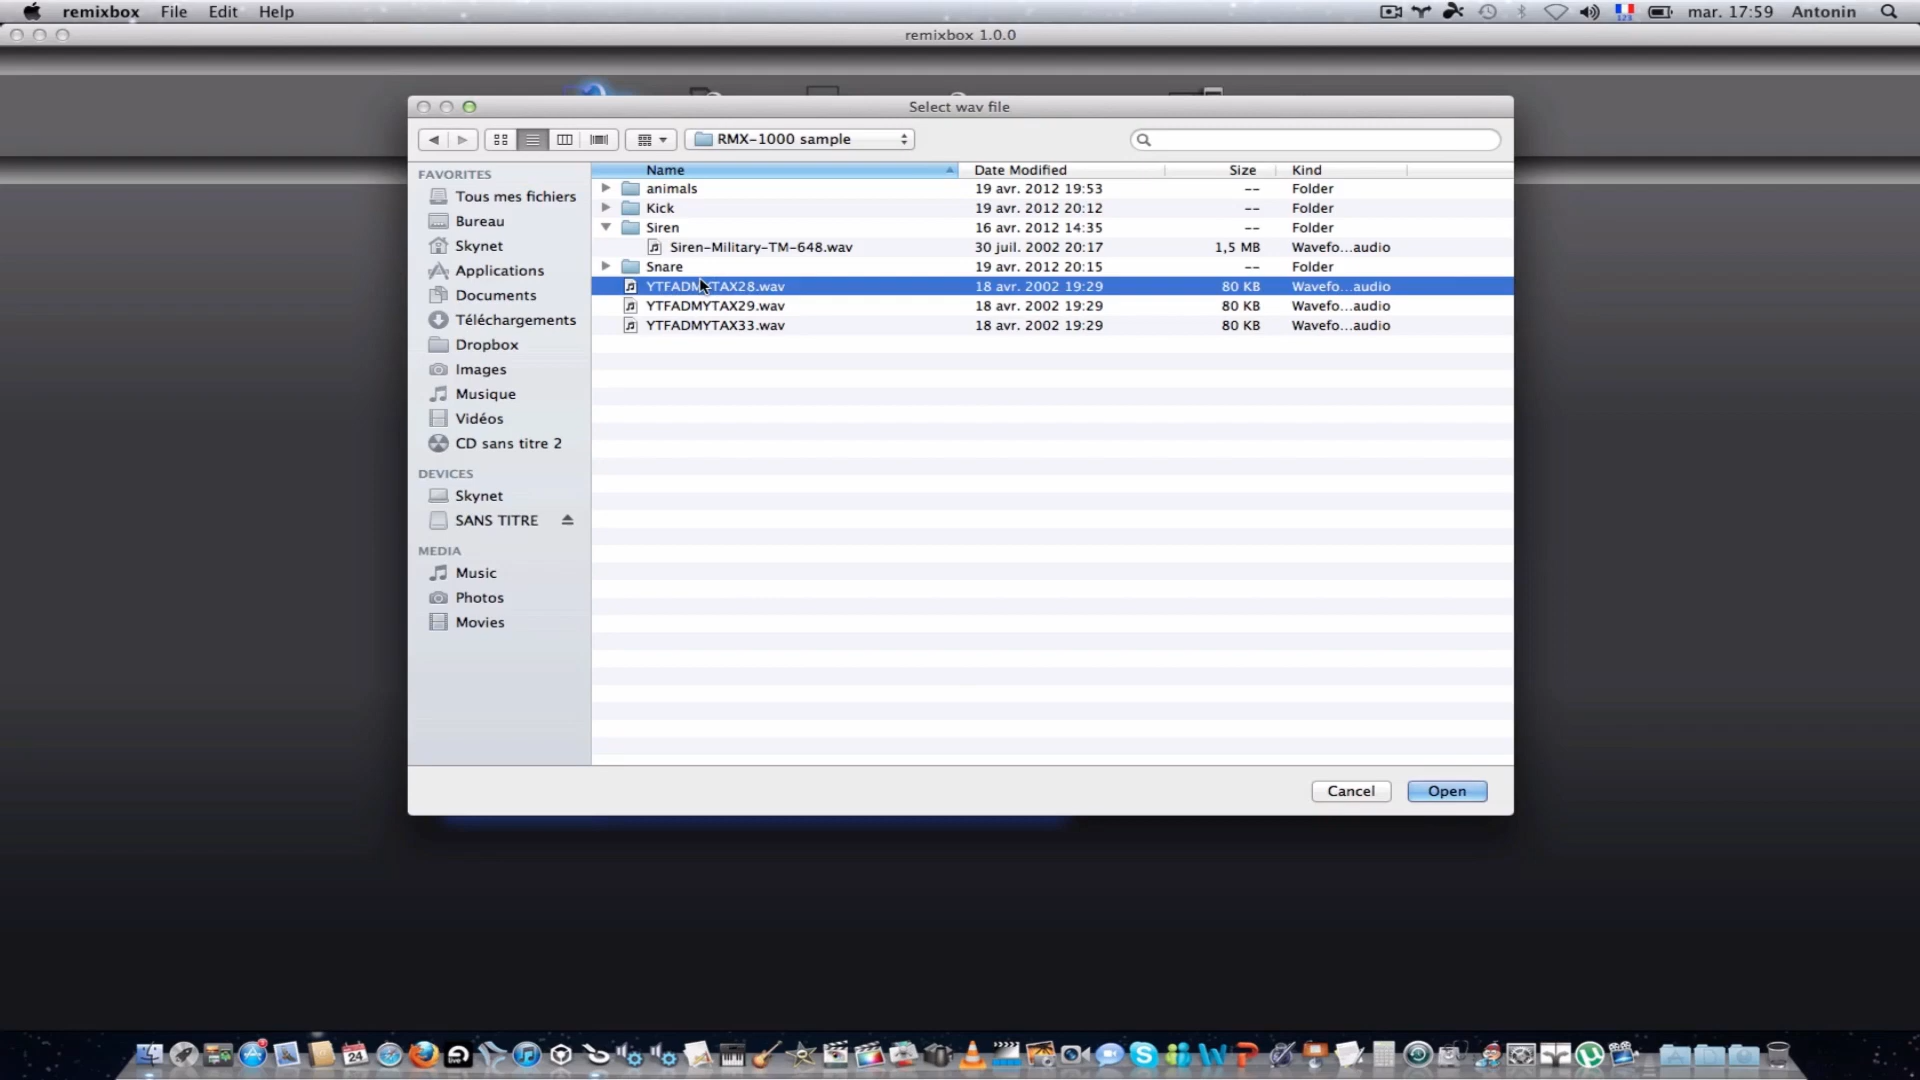 remixbox File Edit Help mar. 17:59 Antonin
remixbox 1.0.0
Select wav file
RMX-1000 sample
FAVORITES
Tous mes fichiers
Bureau
Skynet
Applications
Documents
Téléchargements
Dropbox
Images
Musique
Vidéos
CD sans titre 2
DEVICES
Skynet
SANS TITRE
MEDIA
Music
Photos
Movies
Name Date Modified Size Kind
animals 19 avr. 2012 19:53 -- Folder
Kick 19 avr. 2012 20:12 -- Folder
Siren 16 avr. 2012 14:35 -- Folder
Siren-Military-TM-648.wav 30 juil. 2002 20:17 1,5 MB Wavefo...audio
Snare 19 avr. 2012 20:15 -- Folder
YTFADMYTAX28.wav 18 avr. 2002 19:29 80 KB Wavefo...audio
YTFADMYTAX29.wav 18 avr. 2002 19:29 80 KB Wavefo...audio
YTFADMYTAX33.wav 18 avr. 2002 19:29 80 KB Wavefo...audio
Cancel Open
24